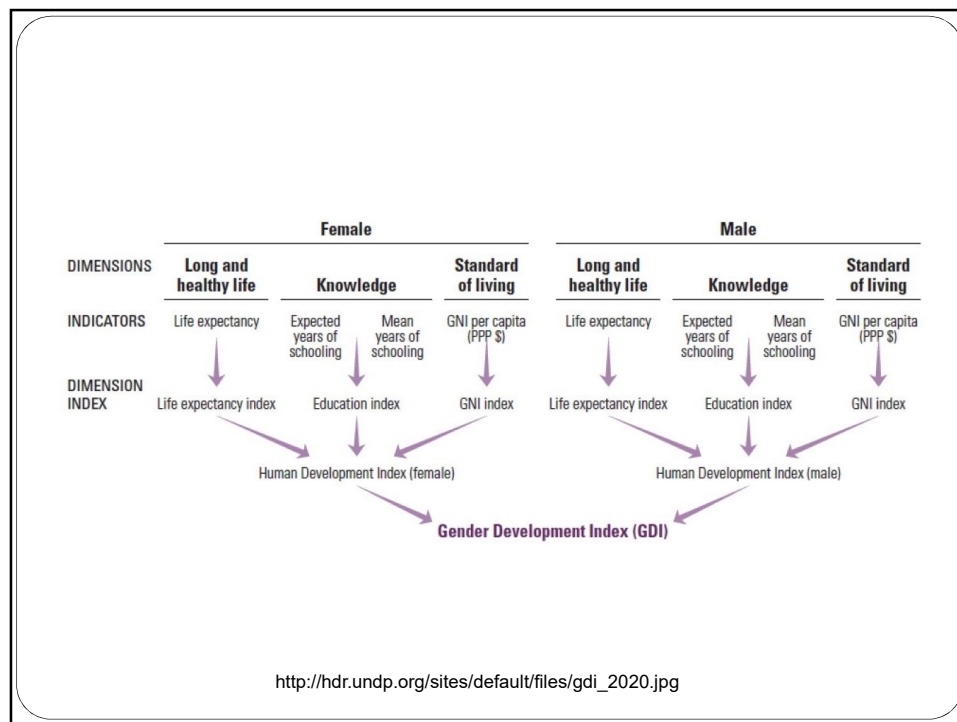 Female Male
DIMENSIONS Long and healthy life Knowledge Standard of living Long and healthy life Knowledge Standard of living
INDICATORS Life expectancy Expected years of schooling Mean years of schooling GNI per capita (PPP $) Life expectancy Expected years of schooling Mean years of schooling GNI per capita (PPP $)
DIMENSION INDEX Life expectancy index Education index GNI index Life expectancy index Education index GNI index
Human Development Index (female) Human Development Index (male)
Gender Development Index (GDI)
http://hdr.undp.org/sites/default/files/gdi_2020.jpg